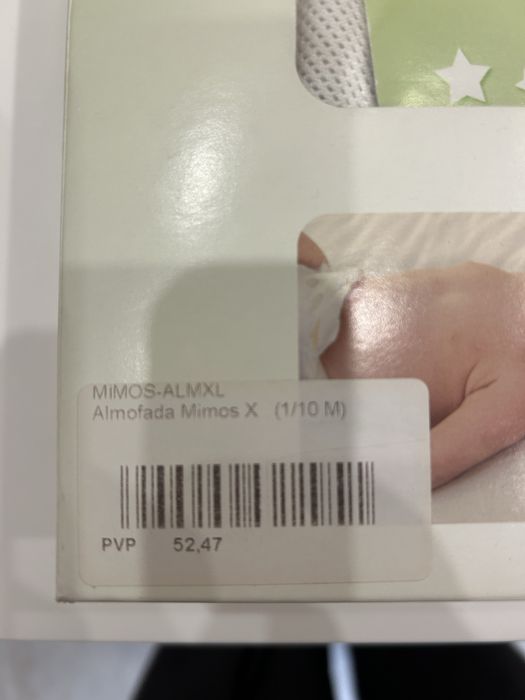 MiMOS-ALMXL
Almofada Mimos X (1/10 M)
PVP 52,47